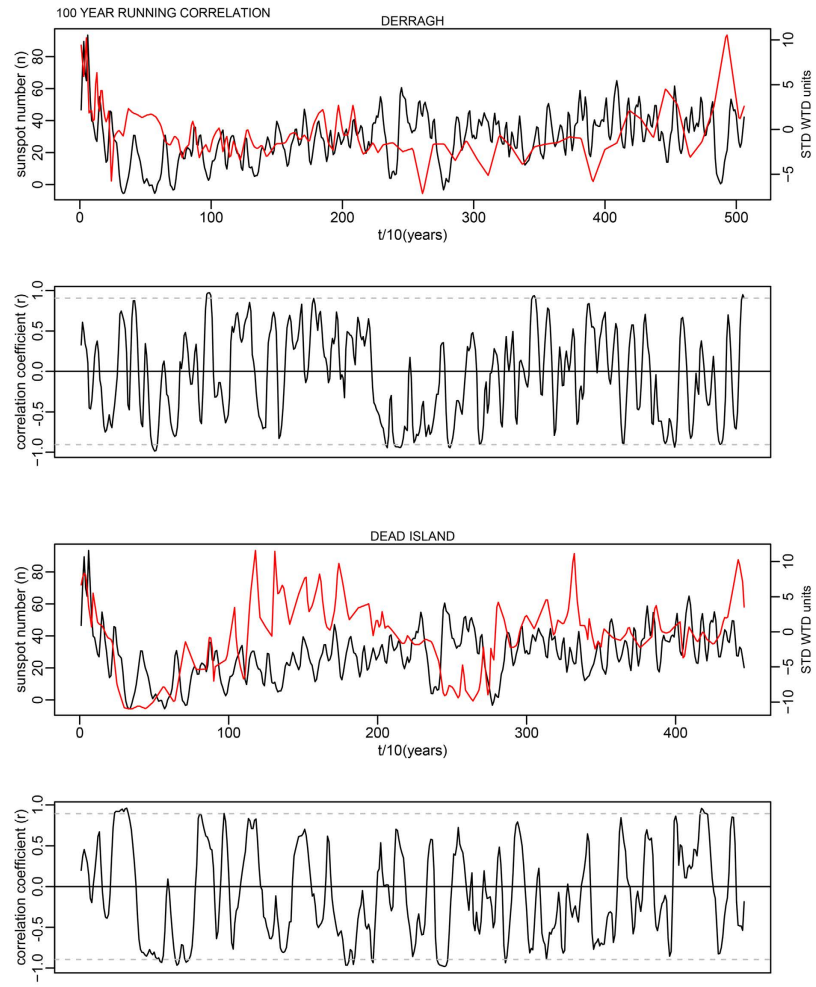 100 YEAR RUNNING CORRELATION
DERRAGH
sunspot number (n)
80
60
40
20
0
10
5
0
−5
STD WTD units
0 100 200 300 400 500
t/10(years)
correlation coefficient (r)
1.0
0.5
0.0
−0.5
−1.0
DEAD ISLAND
sunspot number (n)
80
60
40
20
0
10
5
0
−5
−10
STD WTD units
0 100 200 300 400
t/10(years)
correlation coefficient (r)
1.0
0.5
0.0
−0.5
−1.0